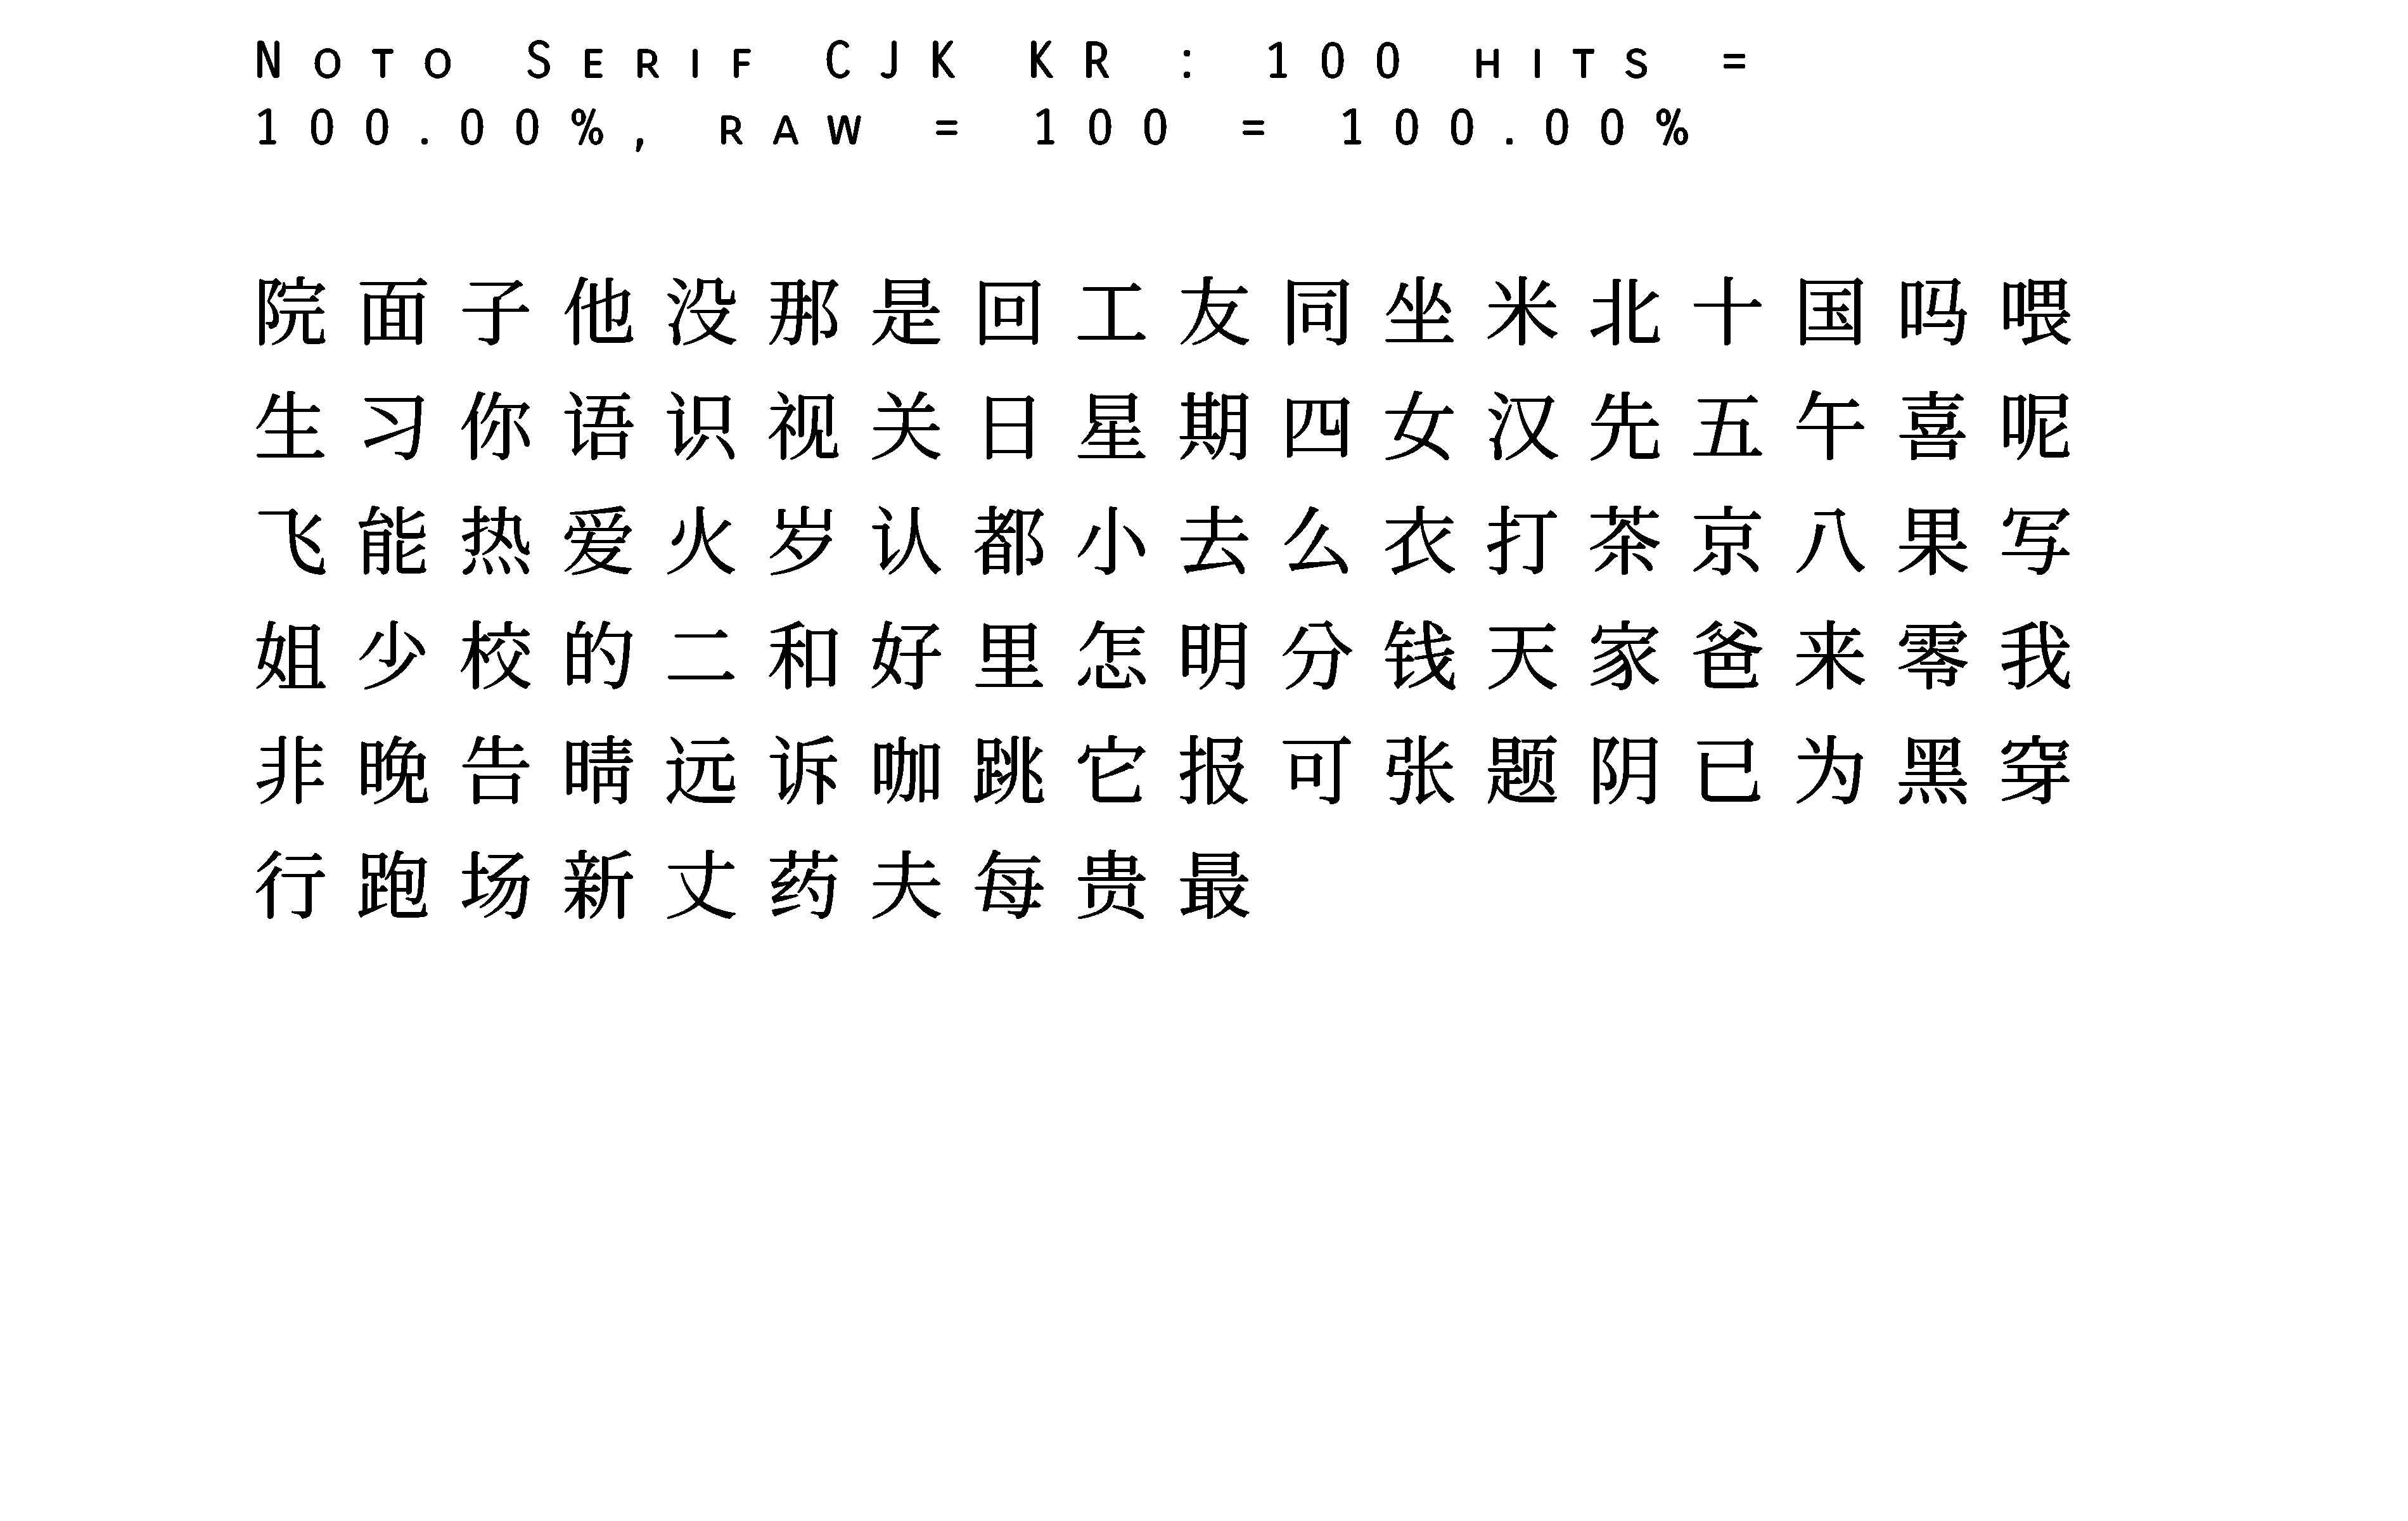 Noto Serif CJK KR : 100 hits =
100.00%, raw = 100 = 100.00%
院面子他没那是回工友同坐米北十国吗喂
生习你语识视关日星期四女汉先五午喜呢
飞能热爱火岁认都小去么衣打茶京八果写
姐少校的二和好里怎明分钱天家爸来零我
非晚告晴远诉咖跳它报可张题阴已为黑穿
行跑场新丈药夫每贵最